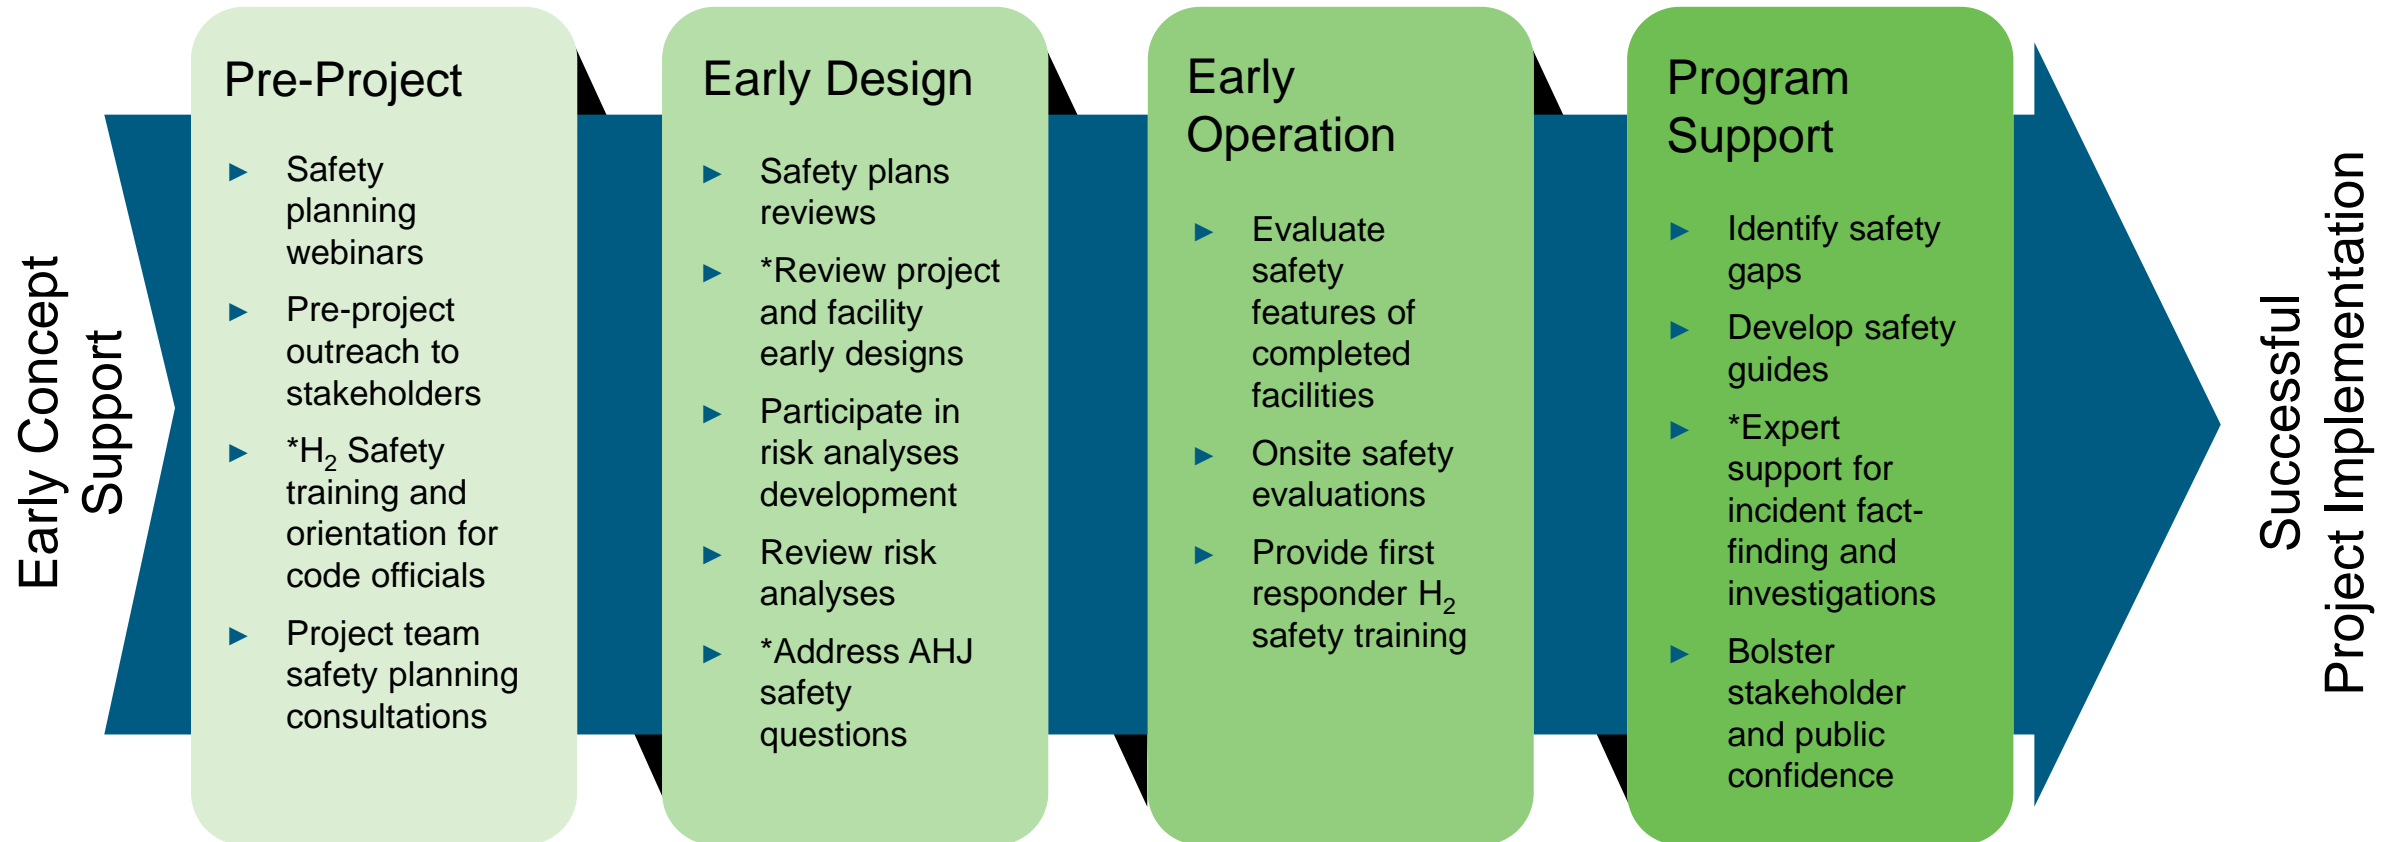 Early Concept
Support
Pre-Project
► Safety
planning
webinars
► Pre-project
outreach to
stakeholders
► *H₂ Safety
training and
orientation for
code officials
► Project team
safety planning
consultations
Early Design
► Safety plans
reviews
► *Review project
and facility
early designs
► Participate in
risk analyses
development
► Review risk
analyses
► *Address AHJ
safety
questions
Early
Operation
► Evaluate
safety
features of
completed
facilities
► Onsite safety
evaluations
► Provide first
responder H₂
safety training
Program
Support
► Identify safety
gaps
► Develop safety
guides
► *Expert
support for
incident fact-
finding and
investigations
► Bolster
stakeholder
and public
confidence
Successful
Project Implementation